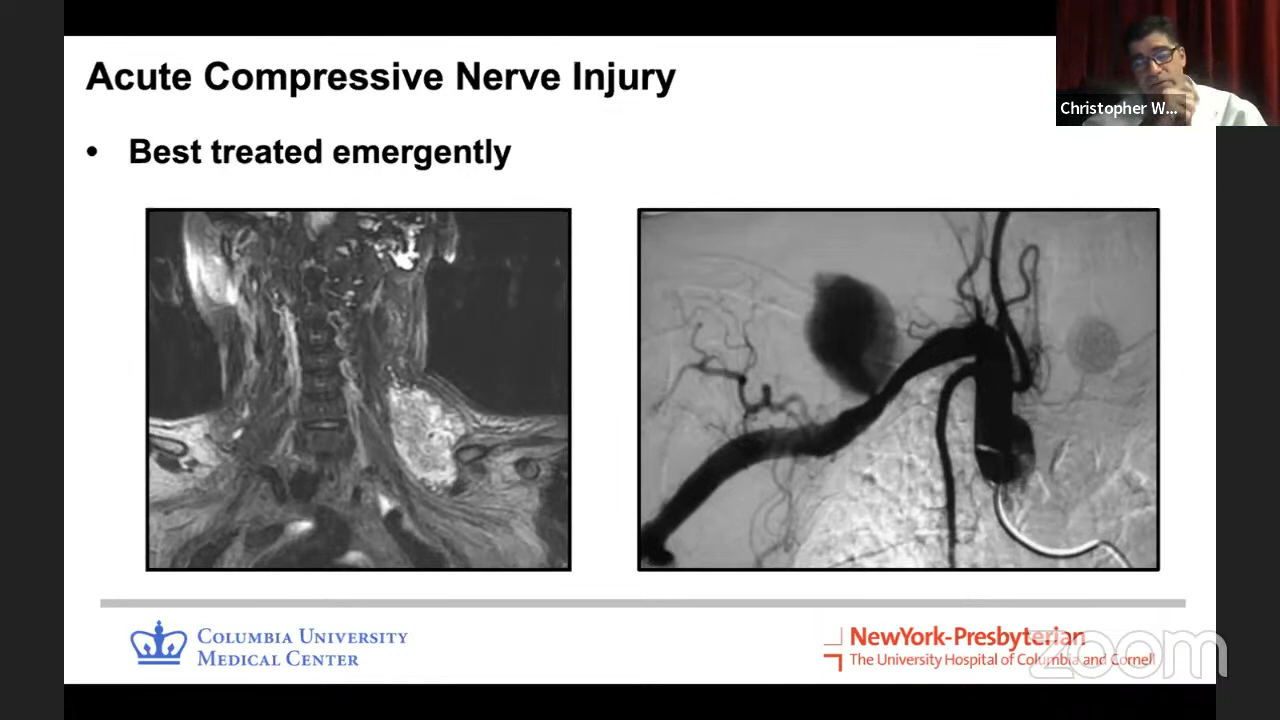 Acute Compressive Nerve Injury
Christopher W...
• Best treated emergently
COLUMBIA UNIVERSITY
MEDICAL CENTER
NewYork-Presbyterian
The University Hospital of Columbia and Cornell
zoom